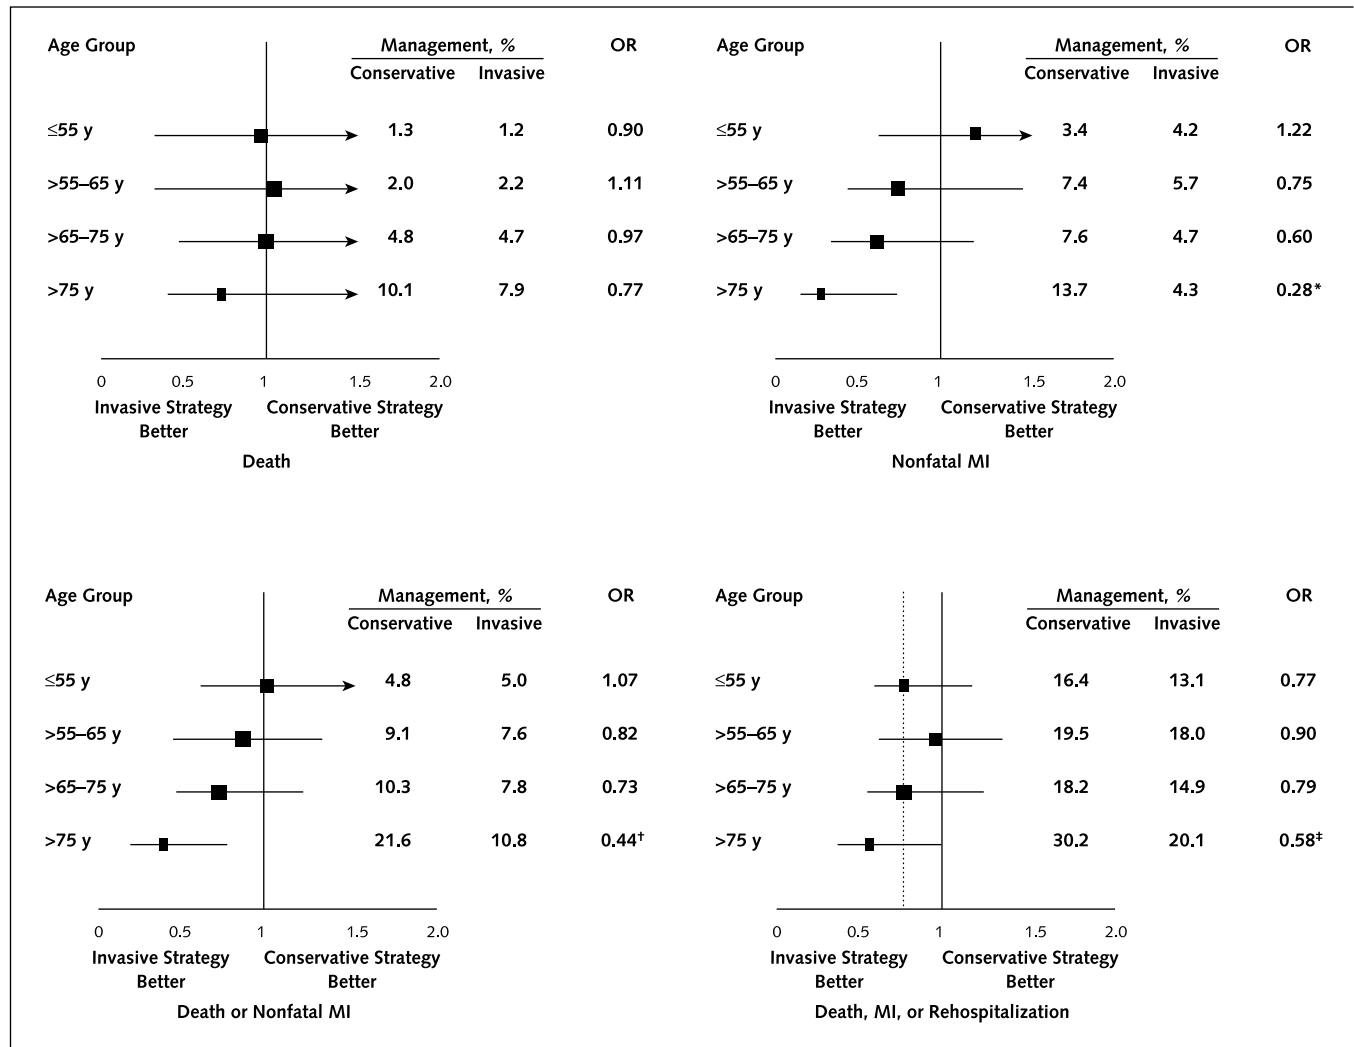 Age Group Management, % OR
Conservative Invasive
≤55 y 1.3 1.2 0.90
>55–65 y 2.0 2.2 1.11
>65–75 y 4.8 4.7 0.97
>75 y 10.1 7.9 0.77
0 0.5 1 1.5 2.0
Invasive Strategy Conservative Strategy
Better Better
Death
Age Group Management, % OR
Conservative Invasive
≤55 y 3.4 4.2 1.22
>55–65 y 7.4 5.7 0.75
>65–75 y 7.6 4.7 0.60
>75 y 13.7 4.3 0.28*
0 0.5 1 1.5 2.0
Invasive Strategy Conservative Strategy
Better Better
Nonfatal MI
Age Group Management, % OR
Conservative Invasive
≤55 y 4.8 5.0 1.07
>55–65 y 9.1 7.6 0.82
>65–75 y 10.3 7.8 0.73
>75 y 21.6 10.8 0.44†
0 0.5 1 1.5 2.0
Invasive Strategy Conservative Strategy
Better Better
Death or Nonfatal MI
Age Group Management, % OR
Conservative Invasive
≤55 y 16.4 13.1 0.77
>55–65 y 19.5 18.0 0.90
>65–75 y 18.2 14.9 0.79
>75 y 30.2 20.1 0.58‡
0 0.5 1 1.5 2.0
Invasive Strategy Conservative Strategy
Better Better
Death, MI, or Rehospitalization